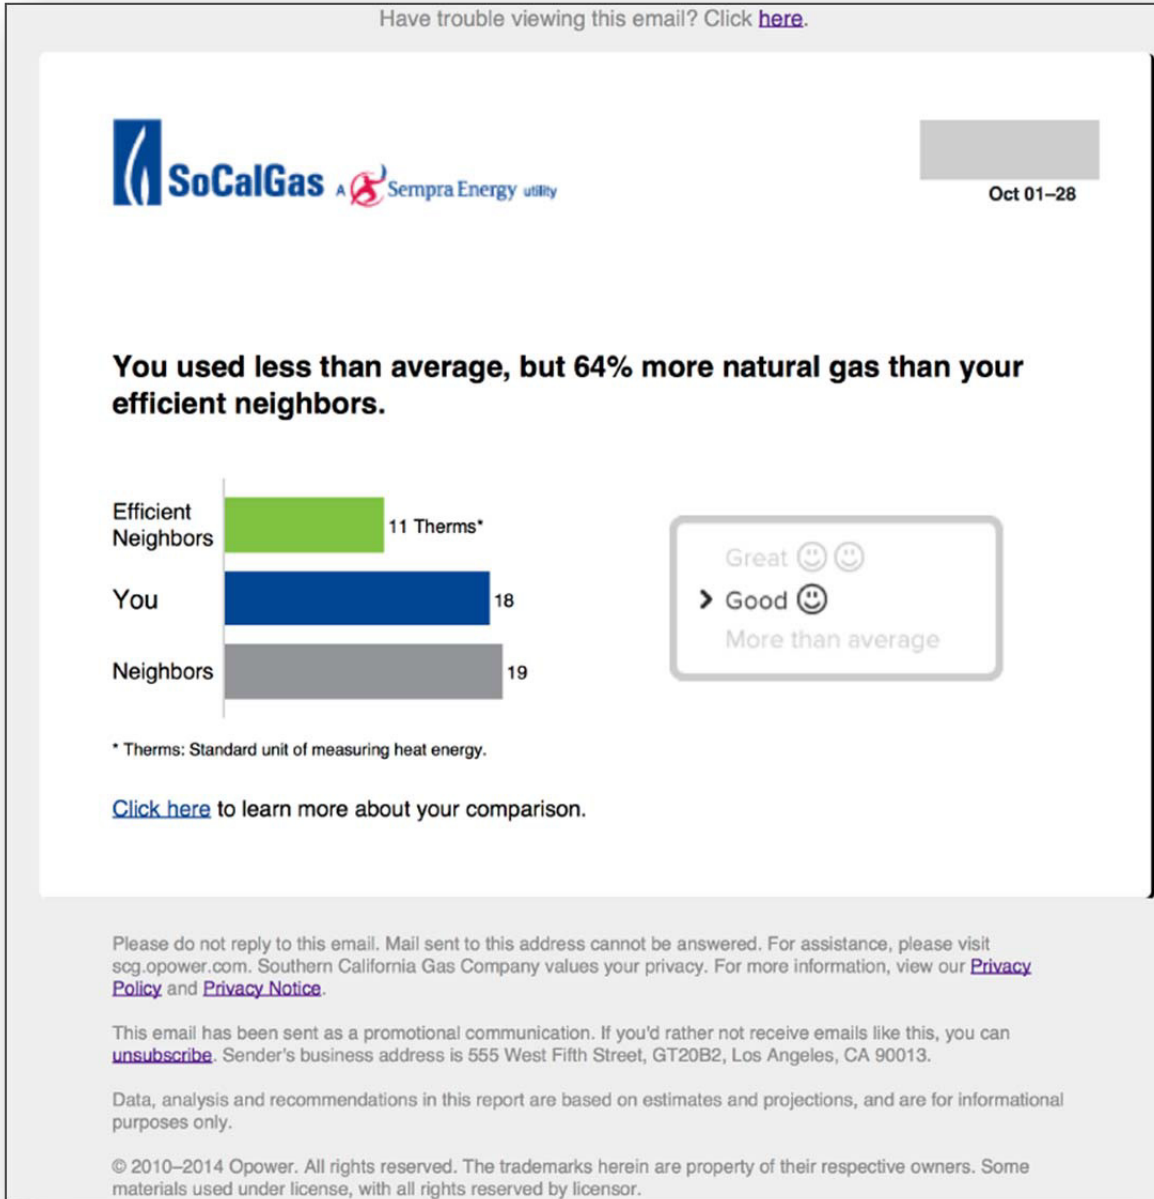 Have trouble viewing this email? Click here.
SoCalGas A Sempra Energy utility
Oct 01–28
You used less than average, but 64% more natural gas than your
efficient neighbors.
Efficient
Neighbors
11 Therms*
You
18
Neighbors
19
Great
Good
More than average
* Therms: Standard unit of measuring heat energy.
Click here to learn more about your comparison.
Please do not reply to this email. Mail sent to this address cannot be answered. For assistance, please visit
scg.opower.com. Southern California Gas Company values your privacy. For more information, view our Privacy
Policy and Privacy Notice.
This email has been sent as a promotional communication. If you'd rather not receive emails like this, you can
unsubscribe. Sender's business address is 555 West Fifth Street, GT20B2, Los Angeles, CA 90013.
Data, analysis and recommendations in this report are based on estimates and projections, and are for informational
purposes only.
© 2010–2014 Opower. All rights reserved. The trademarks herein are property of their respective owners. Some
materials used under license, with all rights reserved by licensor.